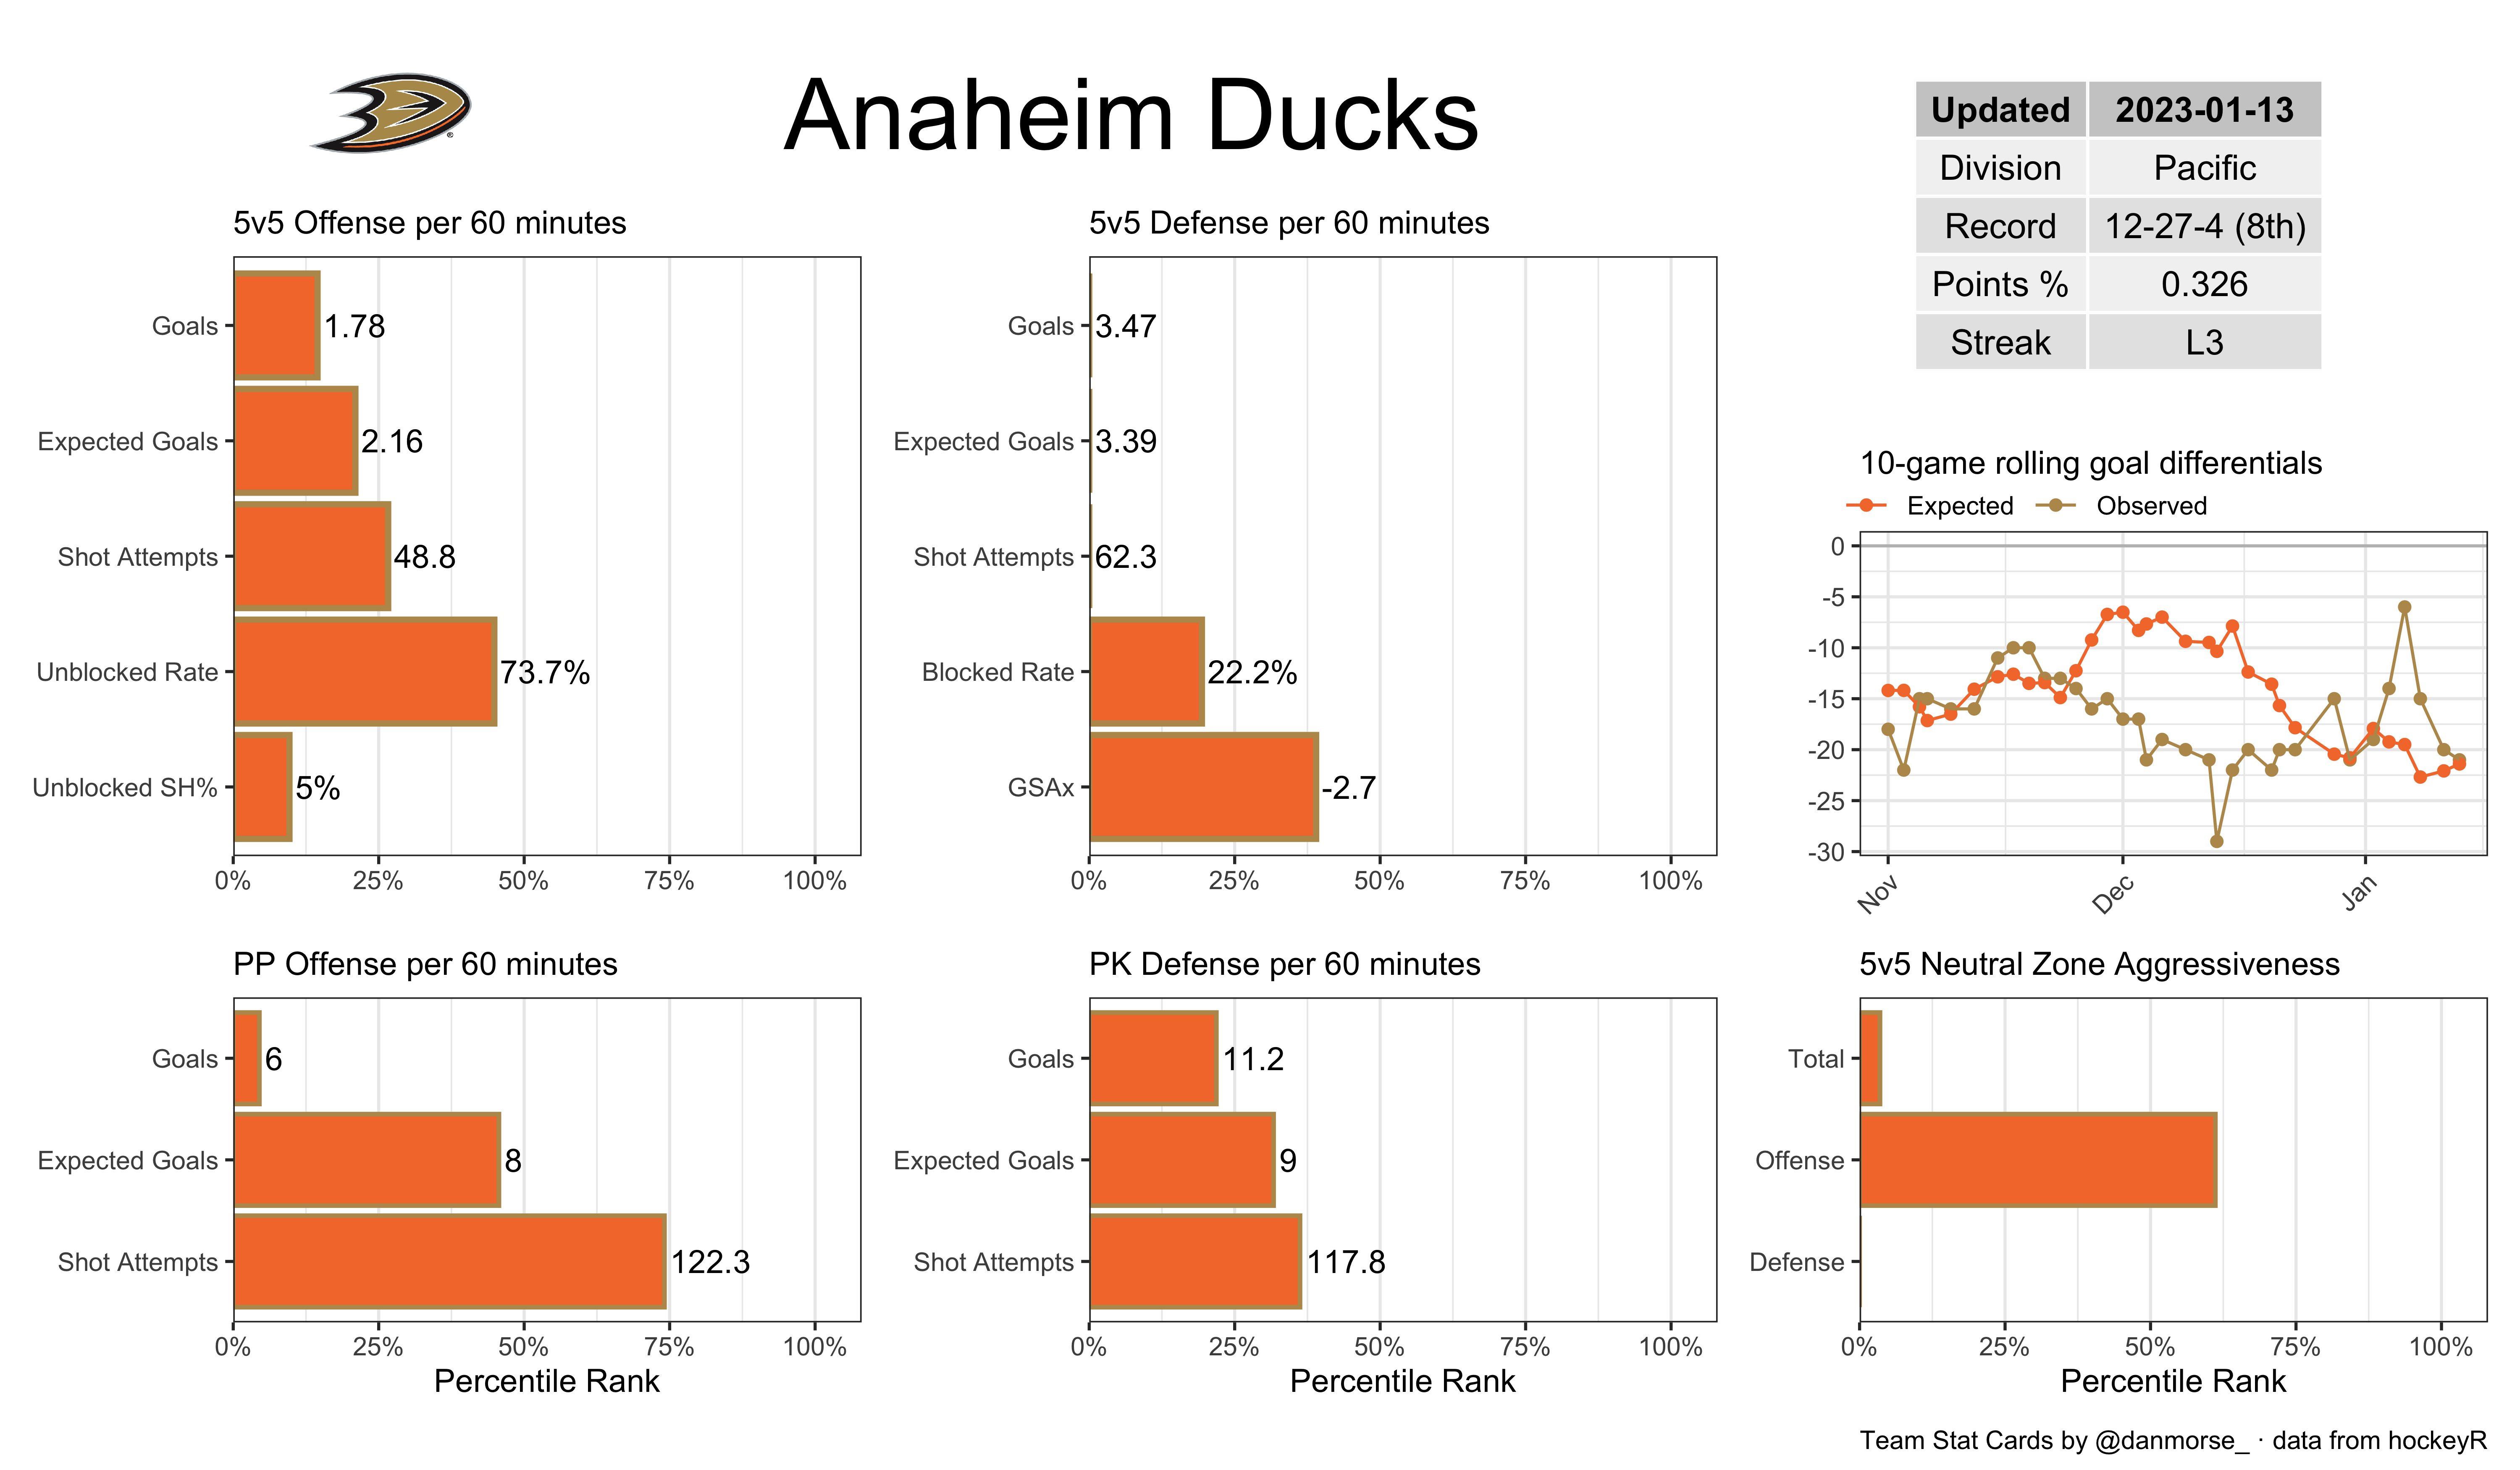 Anaheim Ducks
Updated 2023-01-13
Division Pacific
Record 12-27-4 (8th)
Points % 0.326
Streak L3
5v5 Offense per 60 minutes
Goals 1.78
Expected Goals 2.16
Shot Attempts 48.8
Unblocked Rate 73.7%
Unblocked SH% 5%
0% 25% 50% 75% 100%
5v5 Defense per 60 minutes
Goals 3.47
Expected Goals 3.39
Shot Attempts 62.3
Blocked Rate 22.2%
GSAx -2.7
0% 25% 50% 75% 100%
10-game rolling goal differentials
Expected Observed
0
-5
-10
-15
-20
-25
-30
Nov Dec Jan
PP Offense per 60 minutes
Goals 6
Expected Goals 8
Shot Attempts 122.3
0% 25% 50% 75% 100%
Percentile Rank
PK Defense per 60 minutes
Goals 11.2
Expected Goals 9
Shot Attempts 117.8
0% 25% 50% 75% 100%
Percentile Rank
5v5 Neutral Zone Aggressiveness
Total
Offense
Defense
0% 25% 50% 75% 100%
Percentile Rank
Team Stat Cards by @danmorse_ · data from hockeyR